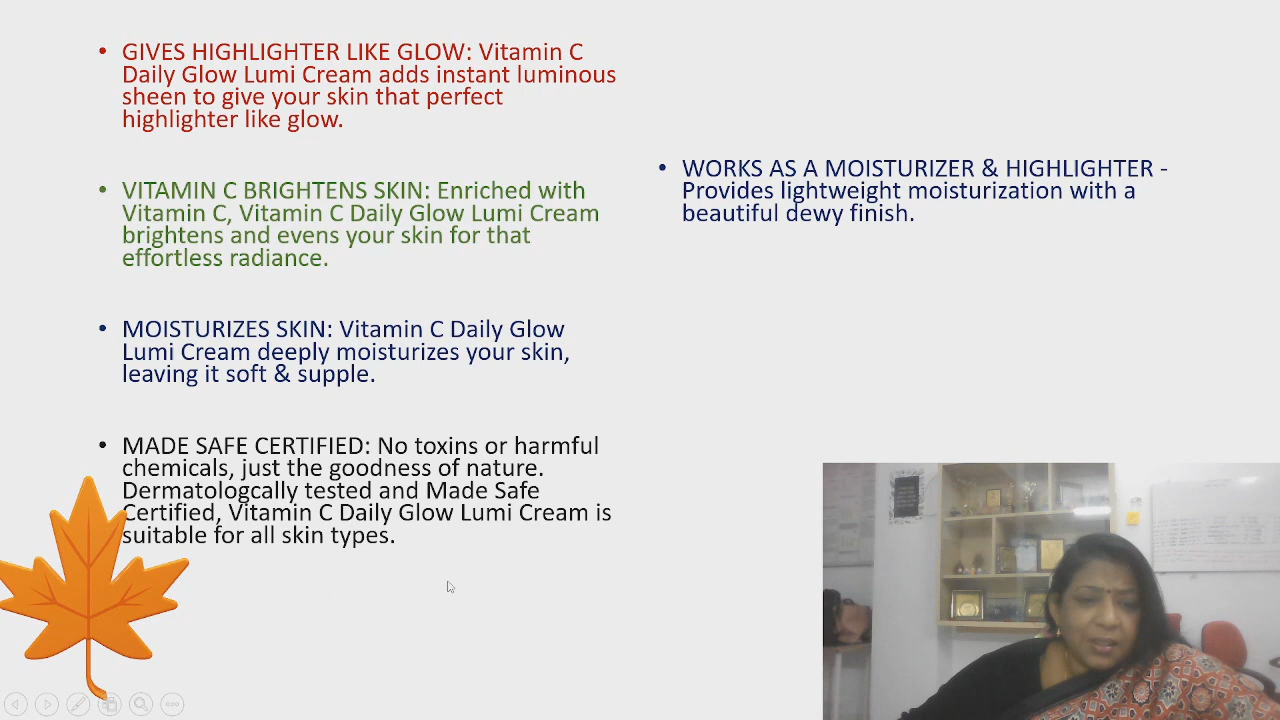 • GIVES HIGHLIGHTER LIKE GLOW: Vitamin C
Daily Glow Lumi Cream adds instant luminous
sheen to give your skin that perfect
highlighter like glow.
• VITAMIN C BRIGHTENS SKIN: Enriched with
Vitamin C, Vitamin C Daily Glow Lumi Cream
brightens and evens your skin for that
effortless radiance.
• MOISTURIZES SKIN: Vitamin C Daily Glow
Lumi Cream deeply moisturizes your skin,
leaving it soft & supple.
• MADE SAFE CERTIFIED: No toxins or harmful
chemicals, just the goodness of nature.
Dermatologcally tested and Made Safe
Certified, Vitamin C Daily Glow Lumi Cream is
suitable for all skin types.
• WORKS AS A MOISTURIZER & HIGHLIGHTER -
Provides lightweight moisturization with a
beautiful dewy finish.